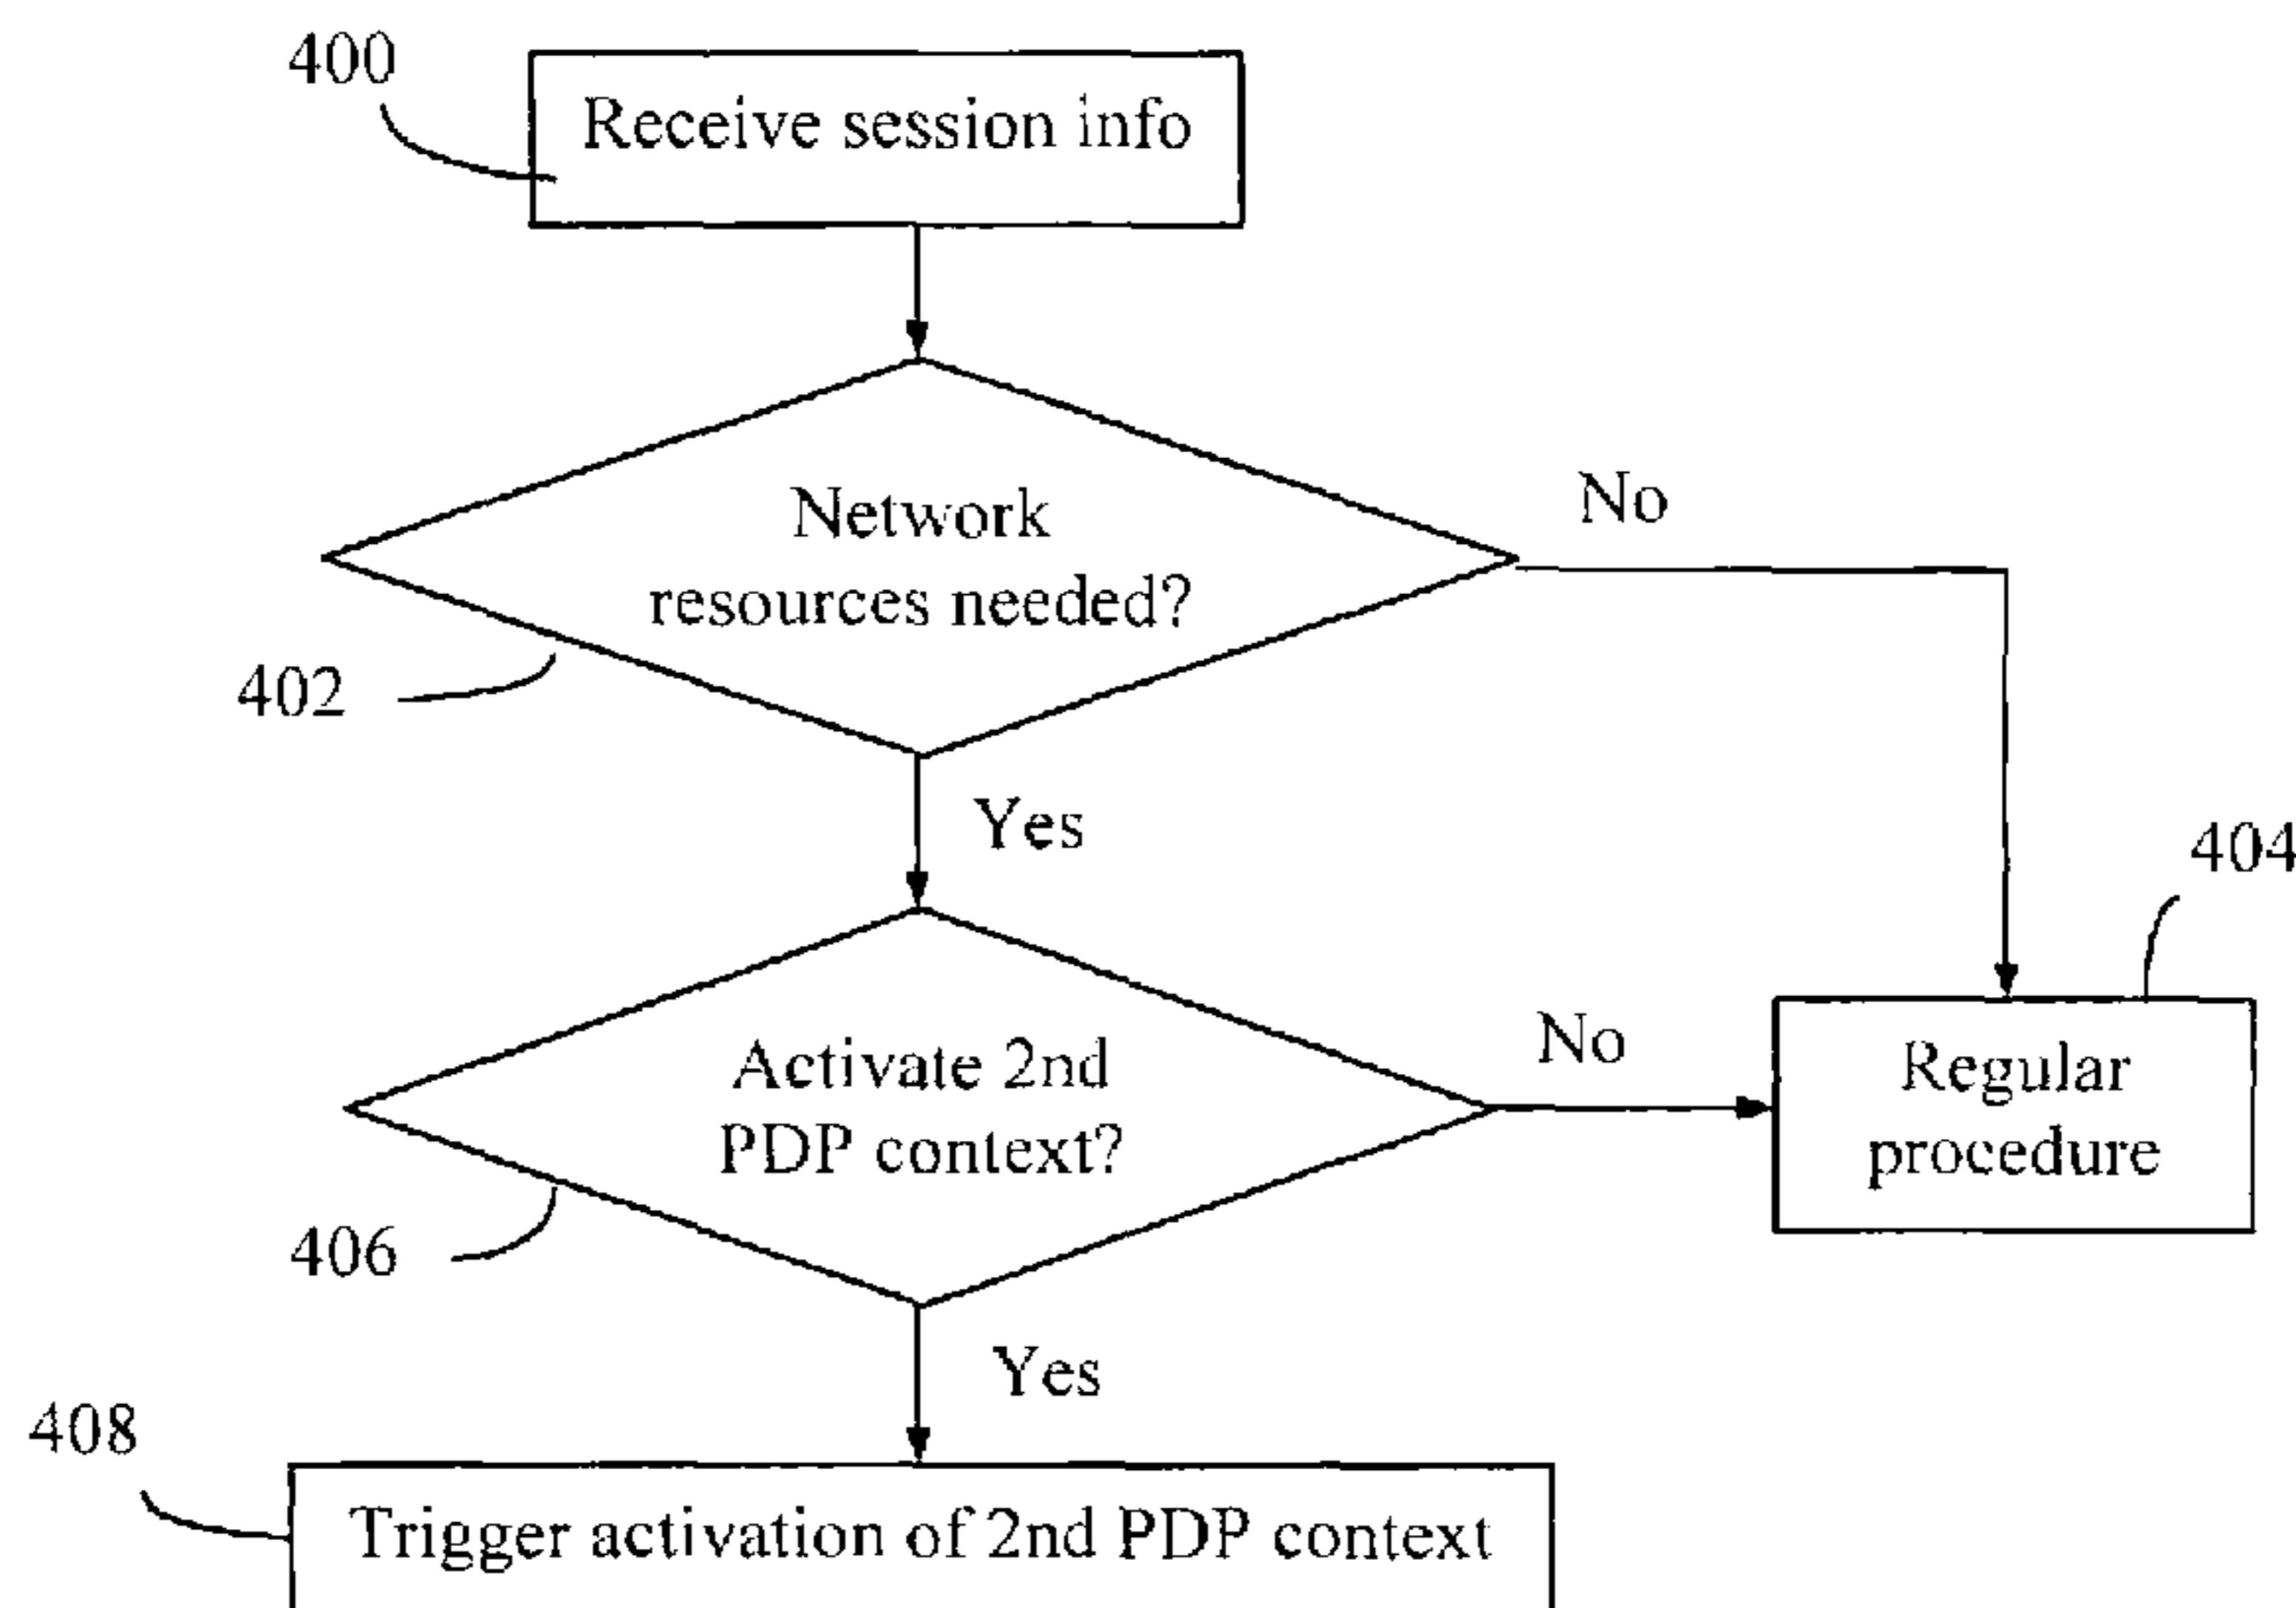 400
Receive session info
Network
resources needed?
No
402
Yes
404
Activate 2nd
PDP context?
No
Regular
procedure
406
Yes
408
Trigger activation of 2nd PDP context